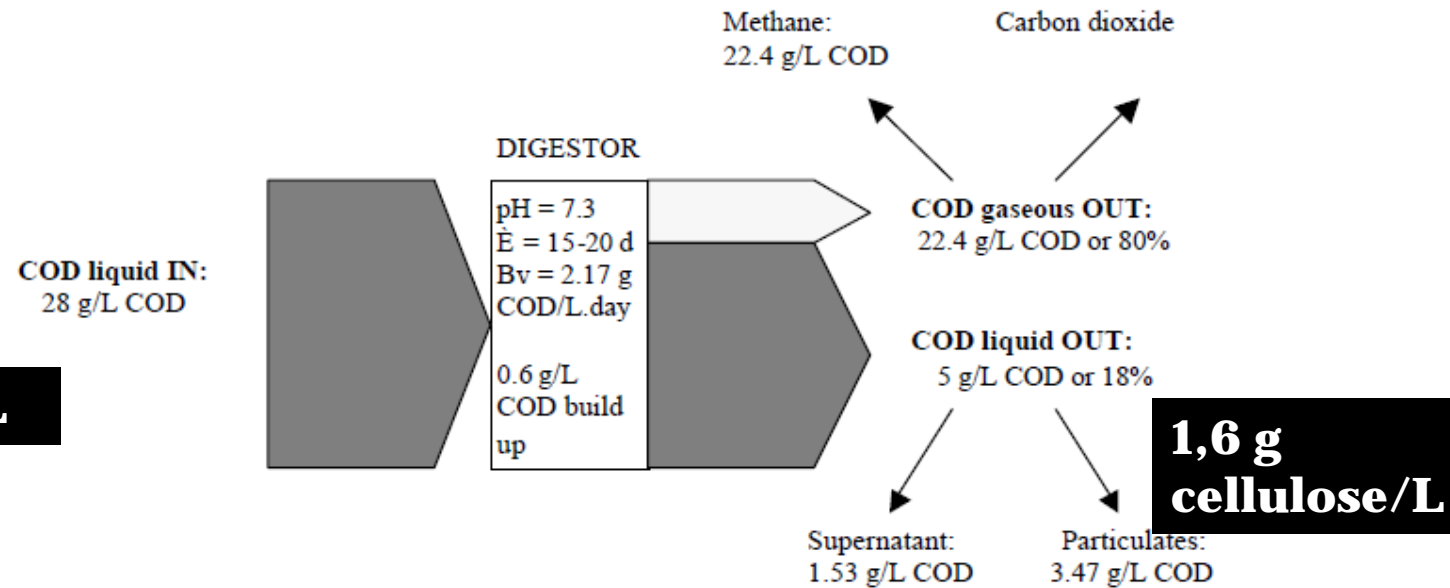 Methane:
22.4 g/L COD
Carbon dioxide
DIGESTOR
pH = 7.3
È = 15-20 d
Bv = 2.17 g
COD/L.day
0.6 g/L
COD build
up
COD liquid IN:
28 g/L COD
L
COD gaseous OUT:
22.4 g/L COD or 80%
COD liquid OUT:
5 g/L COD or 18%
1,6 g
cellulose/L
Supernatant:
1.53 g/L COD
Particulates:
3.47 g/L COD